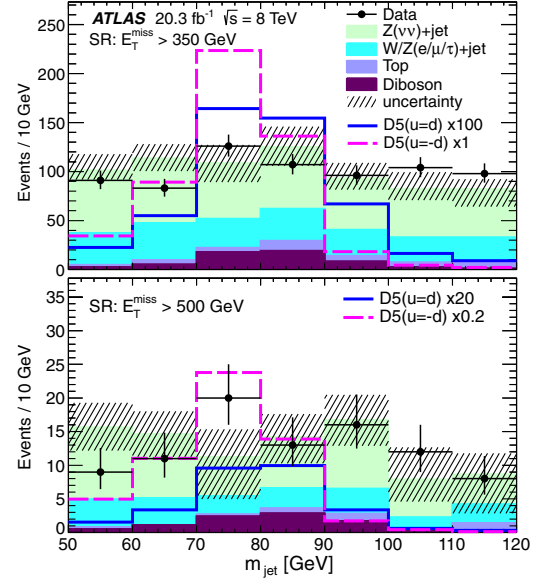 ATLAS 20.3 fb⁻¹ √s = 8 TeV
SR: E_T^miss > 350 GeV
Data
Z(νν)+jet
W/Z(e/μ/τ)+jet
Top
Diboson
uncertainty
D5(u=d) x100
D5(u=-d) x1
Events / 10 GeV
250
200
150
100
50
0
SR: E_T^miss > 500 GeV
D5(u=d) x20
D5(u=-d) x0.2
Events / 10 GeV
35
30
25
20
15
10
5
0
50 60 70 80 90 100 110 120
m_jet [GeV]